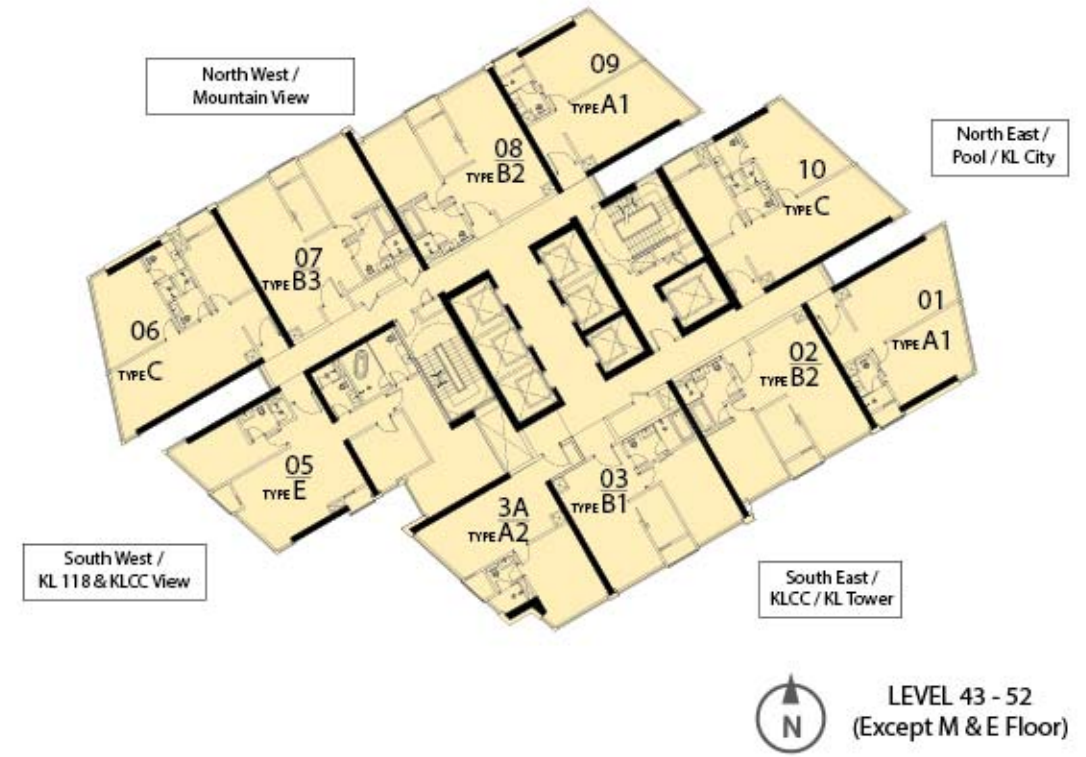 North West /
Mountain View
09
TYPE A1
North East /
Pool / KL City
08
TYPE B2
10
TYPE C
07
TYPE B3
01
TYPE A1
06
TYPE C
02
TYPE B2
05
TYPE E
03
TYPE B1
3A
TYPE A2
South West /
KL 118 & KLCC View
South East /
KLCC / KL Tower
N
LEVEL 43 - 52
(Except M & E Floor)